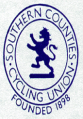 SOUTHERN COUNTIES
CYCLING UNION
FOUNDED 1898